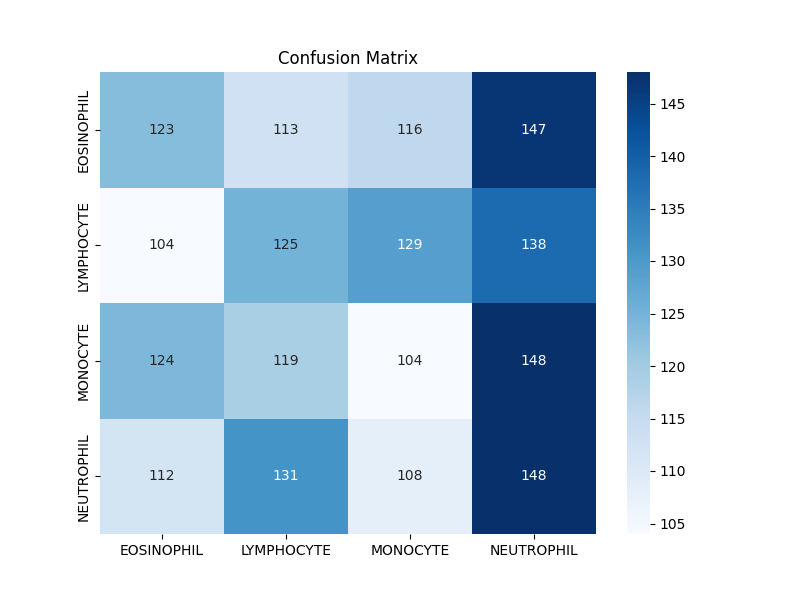 Confusion Matrix
EOSINOPHIL 123 113 116 147
LYMPHOCYTE 104 125 129 138
MONOCYTE 124 119 104 148
NEUTROPHIL 112 131 108 148
EOSINOPHIL LYMPHOCYTE MONOCYTE NEUTROPHIL
145
140
135
130
125
120
115
110
105